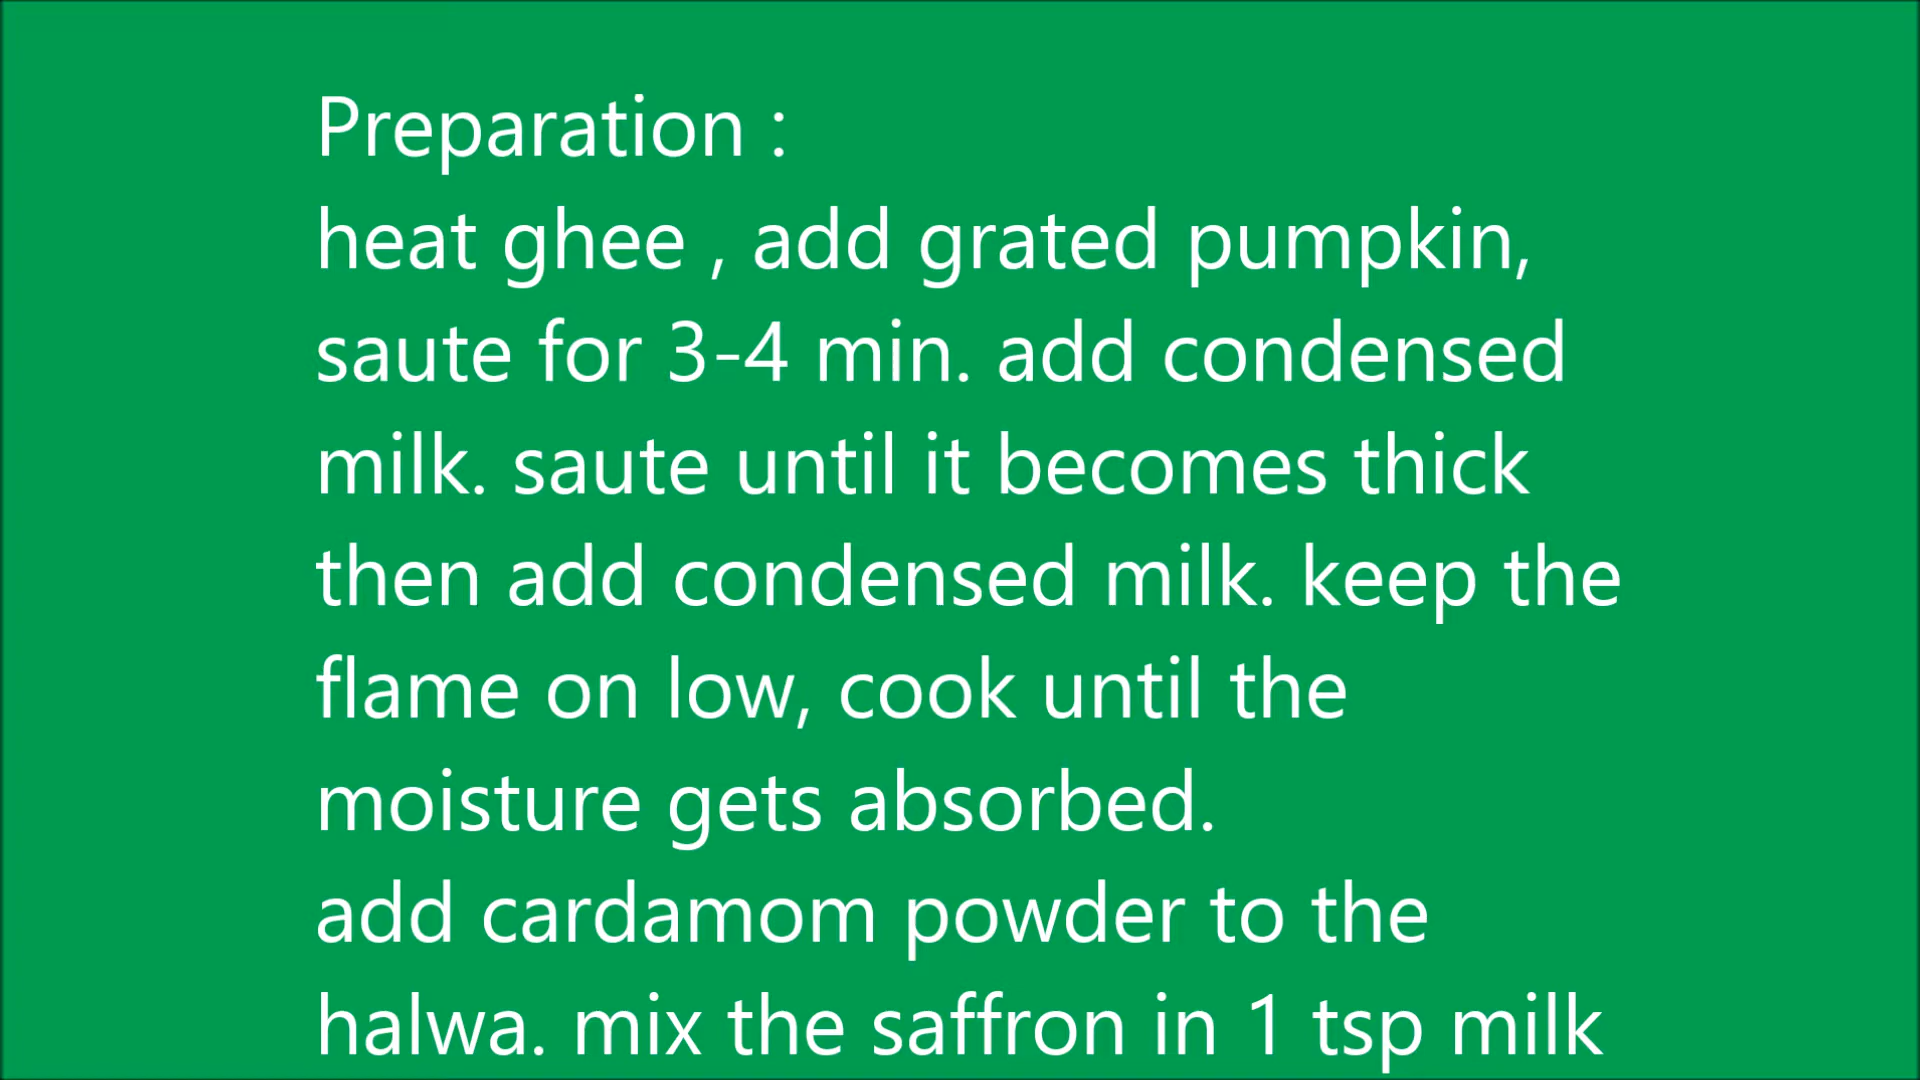 Preparation :
heat ghee , add grated pumpkin,
saute for 3-4 min. add condensed
milk. saute until it becomes thick
then add condensed milk. keep the
flame on low, cook until the
moisture gets absorbed.
add cardamom powder to the
halwa. mix the saffron in 1 tsp milk